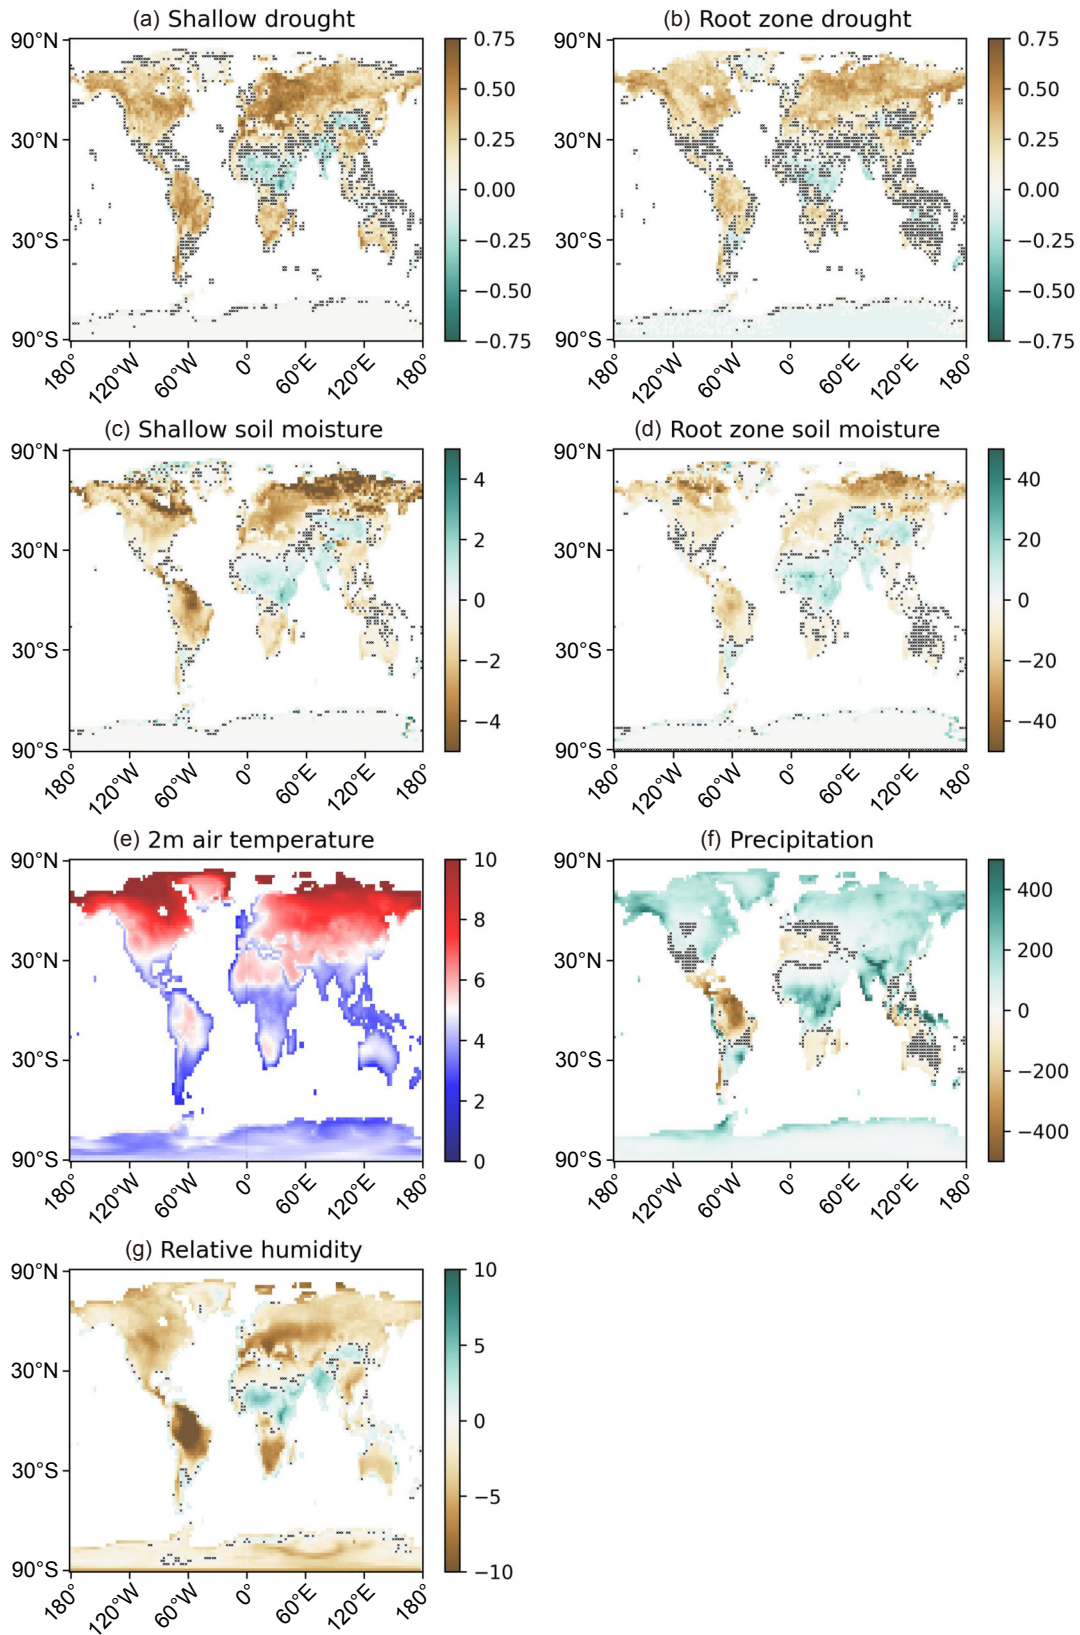 (a) Shallow drought
90°N
30°N
30°S
90°S
180°
120°W
60°W
0°
60°E
120°E
180°
0.75
0.50
0.25
0.00
−0.25
−0.50
−0.75
(b) Root zone drought
90°N
30°N
30°S
90°S
180°
120°W
60°W
0°
60°E
120°E
180°
0.75
0.50
0.25
0.00
−0.25
−0.50
−0.75
(c) Shallow soil moisture
90°N
30°N
30°S
90°S
180°
120°W
60°W
0°
60°E
120°E
180°
4
2
0
−2
−4
(d) Root zone soil moisture
90°N
30°N
30°S
90°S
180°
120°W
60°W
0°
60°E
120°E
180°
40
20
0
−20
−40
(e) 2m air temperature
90°N
30°N
30°S
90°S
180°
120°W
60°W
0°
60°E
120°E
180°
10
8
6
4
2
0
(f) Precipitation
90°N
30°N
30°S
90°S
180°
120°W
60°W
0°
60°E
120°E
180°
400
200
0
−200
−400
(g) Relative humidity
90°N
30°N
30°S
90°S
180°
120°W
60°W
0°
60°E
120°E
180°
10
5
0
−5
−10